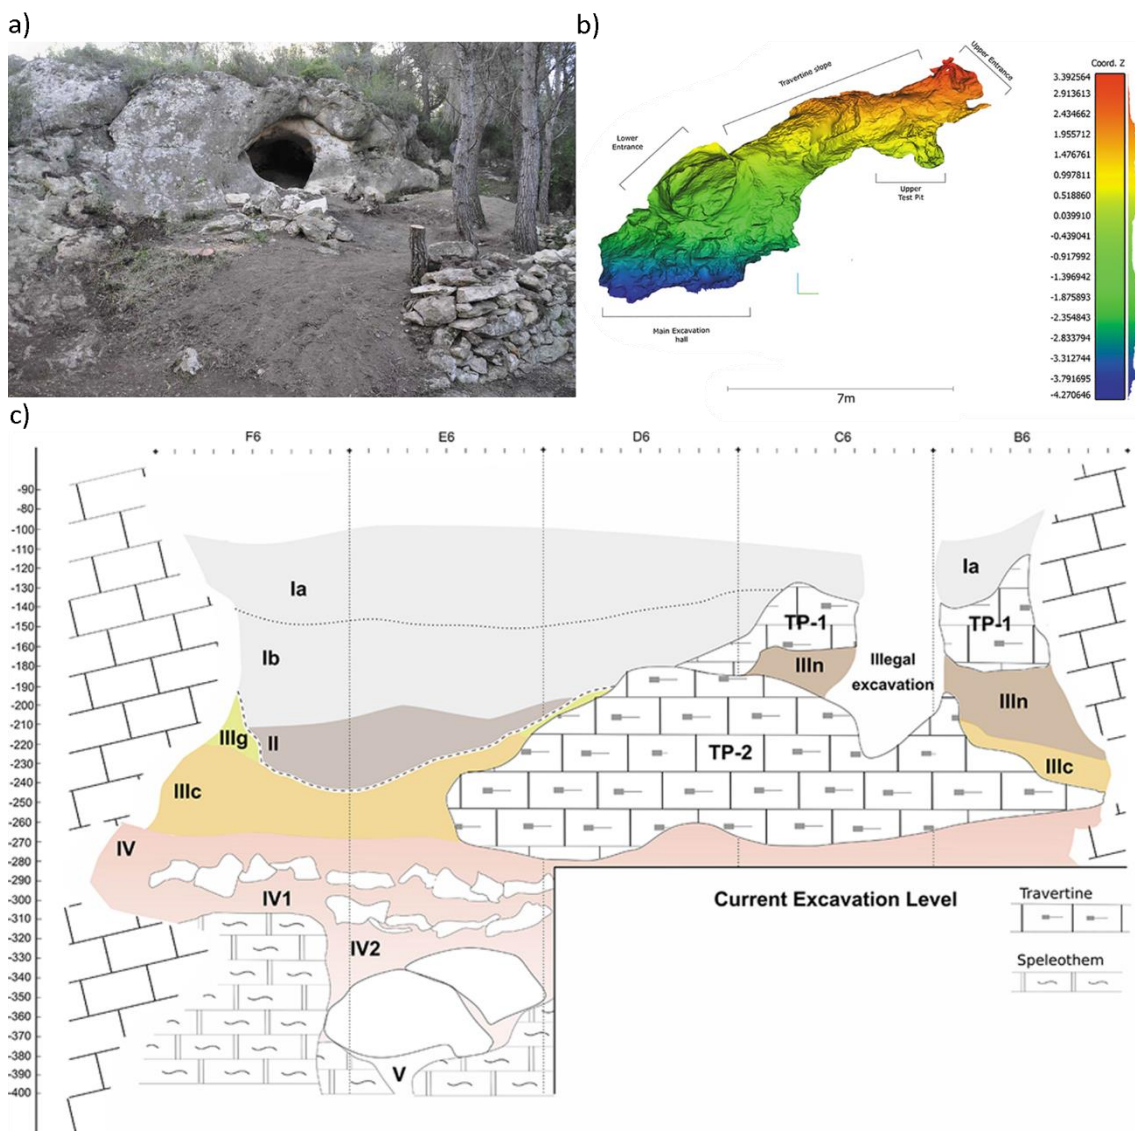 a)
b)
Upper Entrance
Travertine slope
Lower
Entrance
Upper
Test Pit
Main Excavation
hall
7m
Coord. Z
3.392564
2.913613
2.434662
1.955712
1.476761
0.997811
0.518860
0.039910
-0.439041
-0.917992
-1.396942
-1.875893
-2.354843
-2.833794
-3.312744
-3.791695
-4.270646
c)
F6 E6 D6 C6 B6
-90
-100
-110
-130
-140
-160
-180
-190
-200
-210
-220
-230
-250
-260
-270
-280
-290
-300
-310
-320
-330
-340
-350
-360
-370
-380
-390
-400
Ia
Ib
II
IIIg
IIIc
IV
IV1
IV2
V
TP-1
IIIn
TP-2
Illegal
excavation
Ia
TP-1
IIIn
IIIc
Current Excavation Level
Travertine
Speleothem